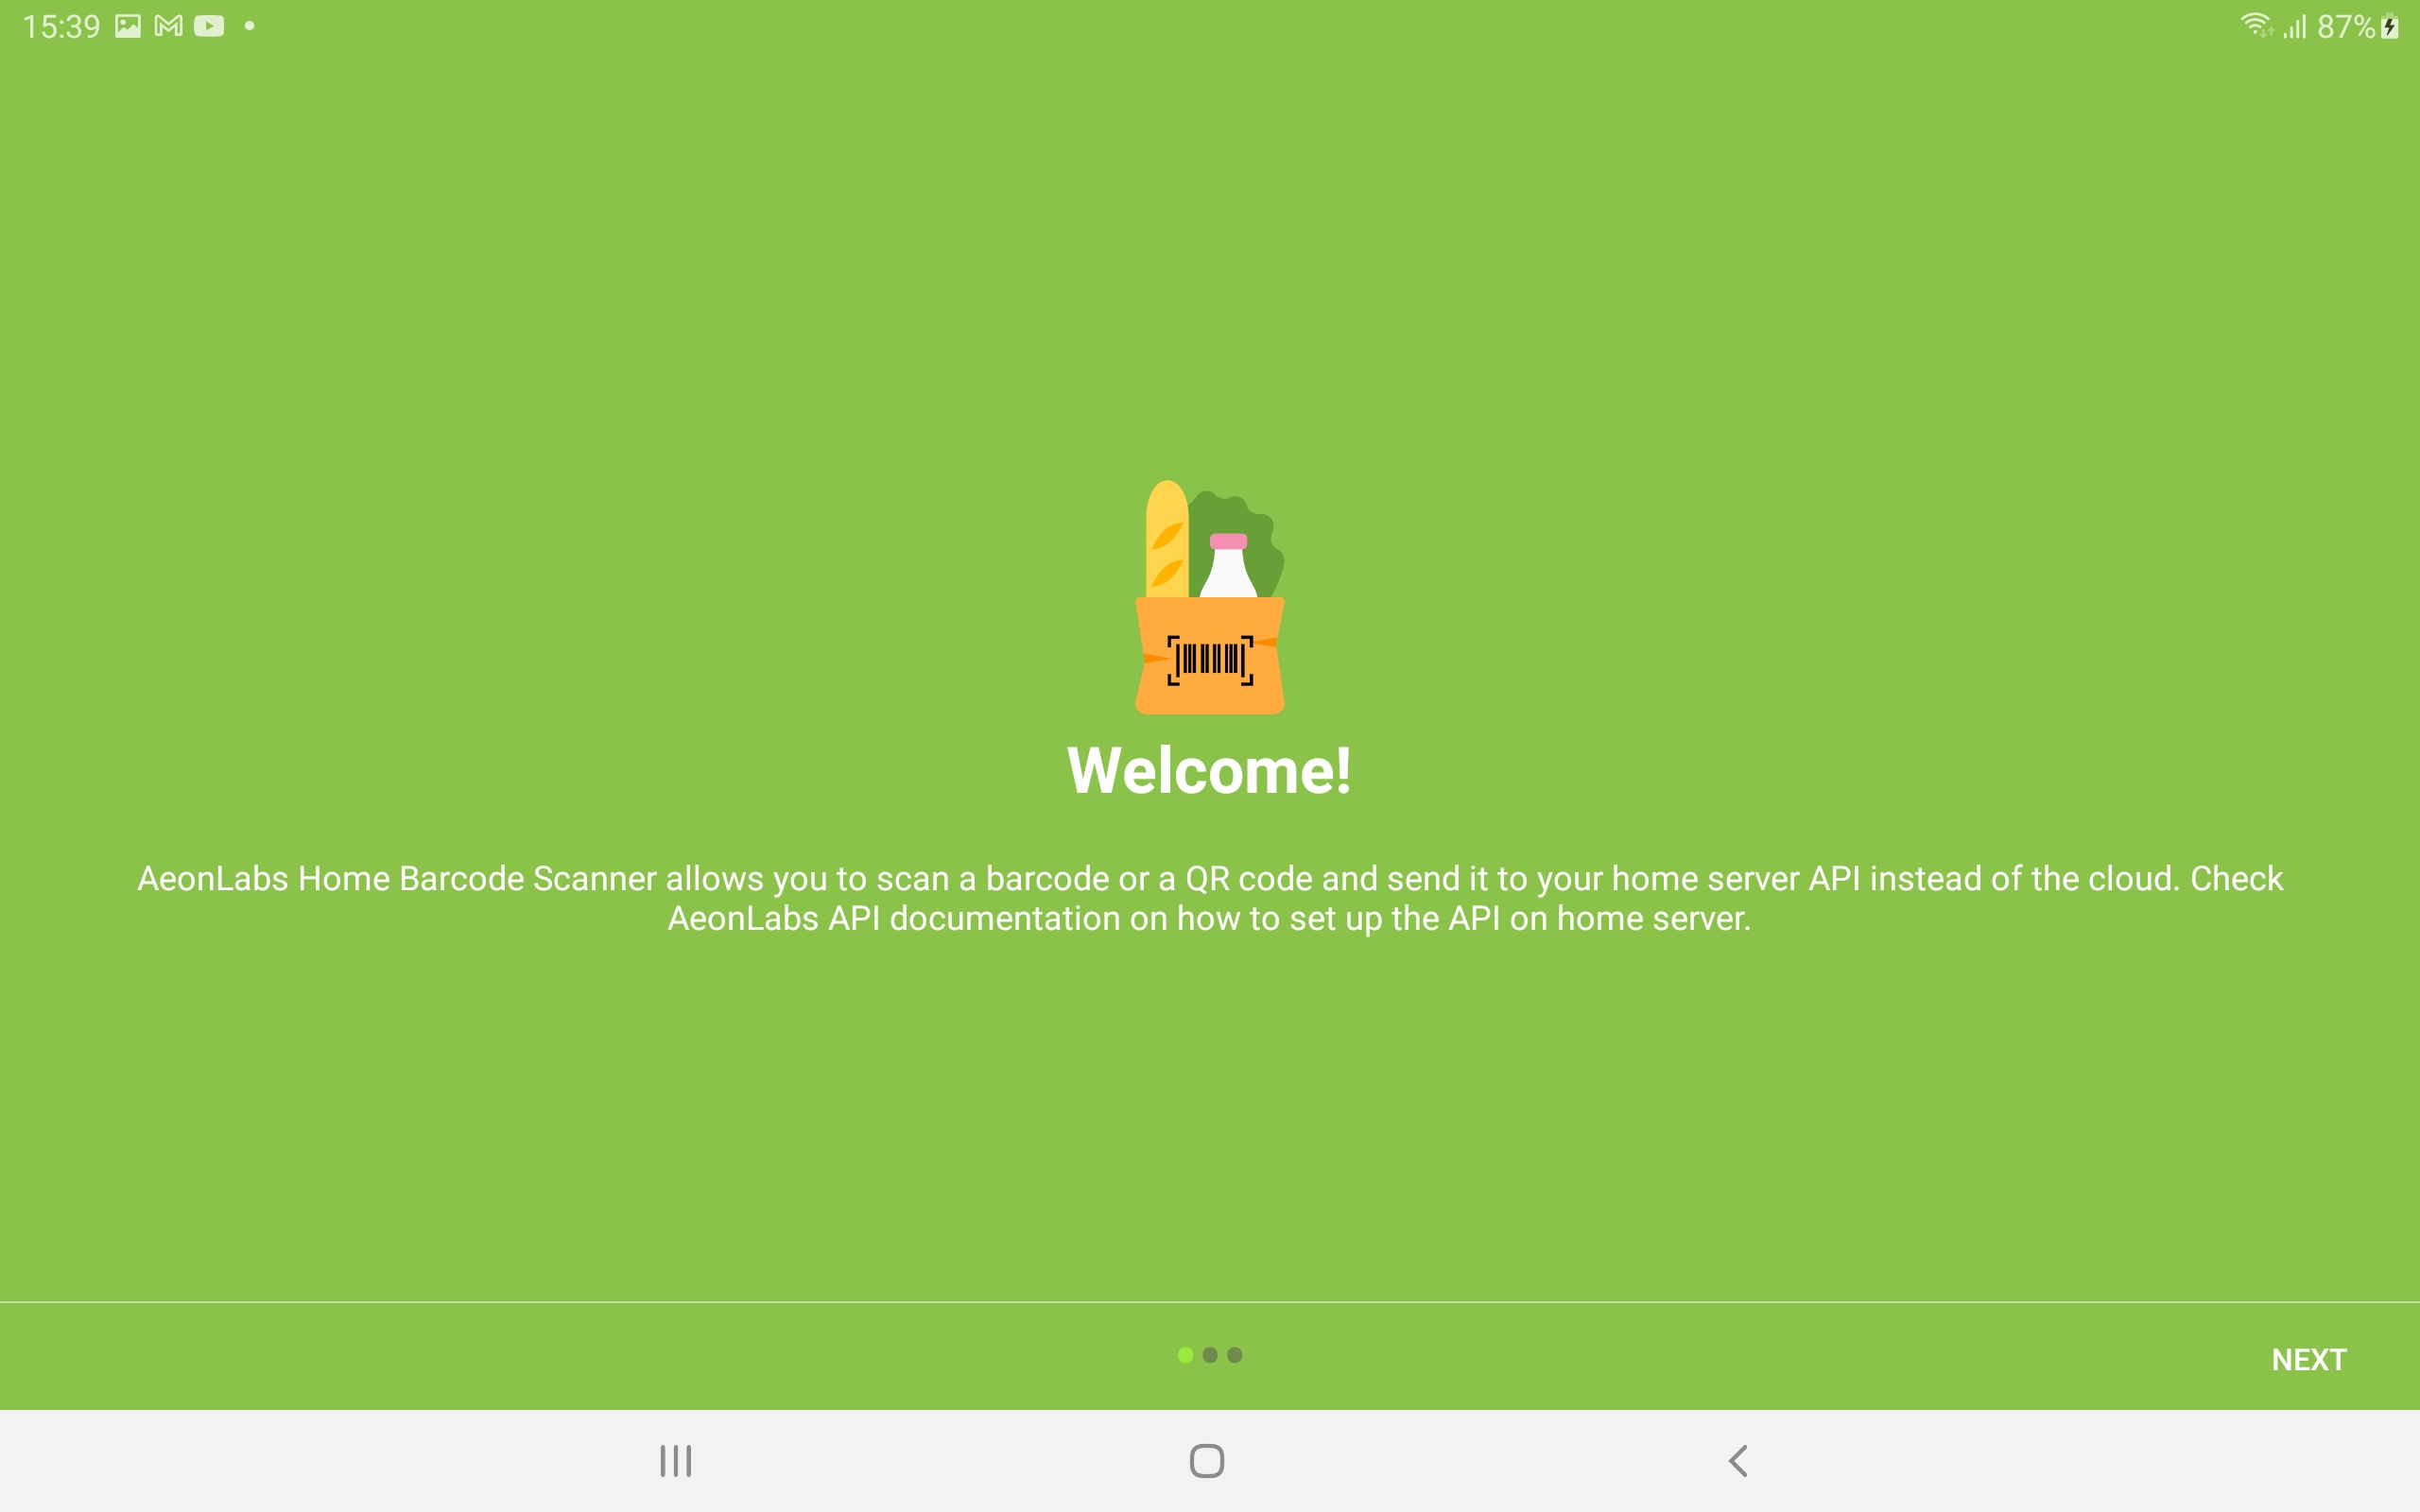 15:39
87%
Welcome!
AeonLabs Home Barcode Scanner allows you to scan a barcode or a QR code and send it to your home server API instead of the cloud. Check
AeonLabs API documentation on how to set up the API on home server.
NEXT